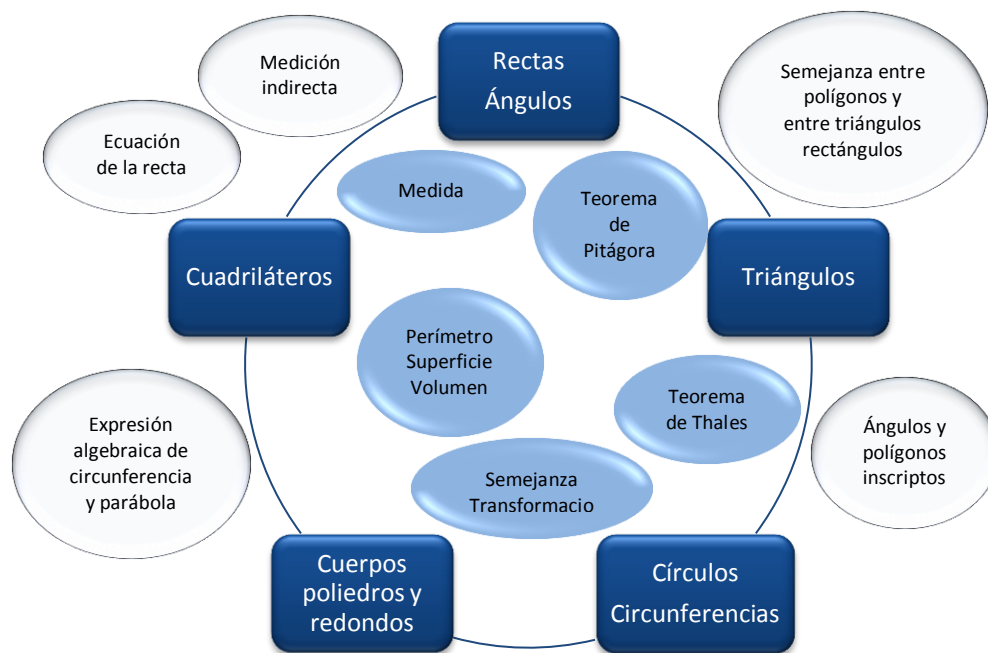 Medición
indirecta
Rectas
Ángulos
Semejanza entre
polígonos y
entre triángulos
rectángulos
Ecuación
de la recta
Medida
Teorema
de
Pitágora
Cuadriláteros
Triángulos
Perímetro
Superficie
Volumen
Teorema
de Thales
Expresión
algebraica de
circunferencia
y parábola
Ángulos y
polígonos
inscriptos
Semejanza
Transformacio
Cuerpos
poliedros y
redondos
Círculos
Circunferencias